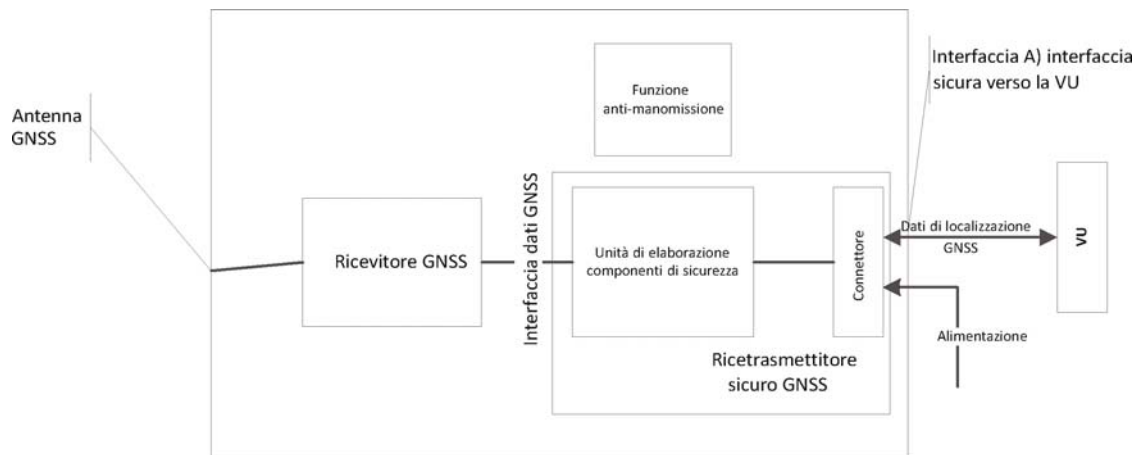 Funzione
anti-manomissione
Interfaccia A) interfaccia
sicura verso la VU
Antenna
GNSS
Ricevitore GNSS
Interfaccia dati GNSS
Unità di elaborazione
componenti di sicurezza
Connettore
Dati di localizzazione
GNSS
VU
Alimentazione
Ricetrasmettitore
sicuro GNSS